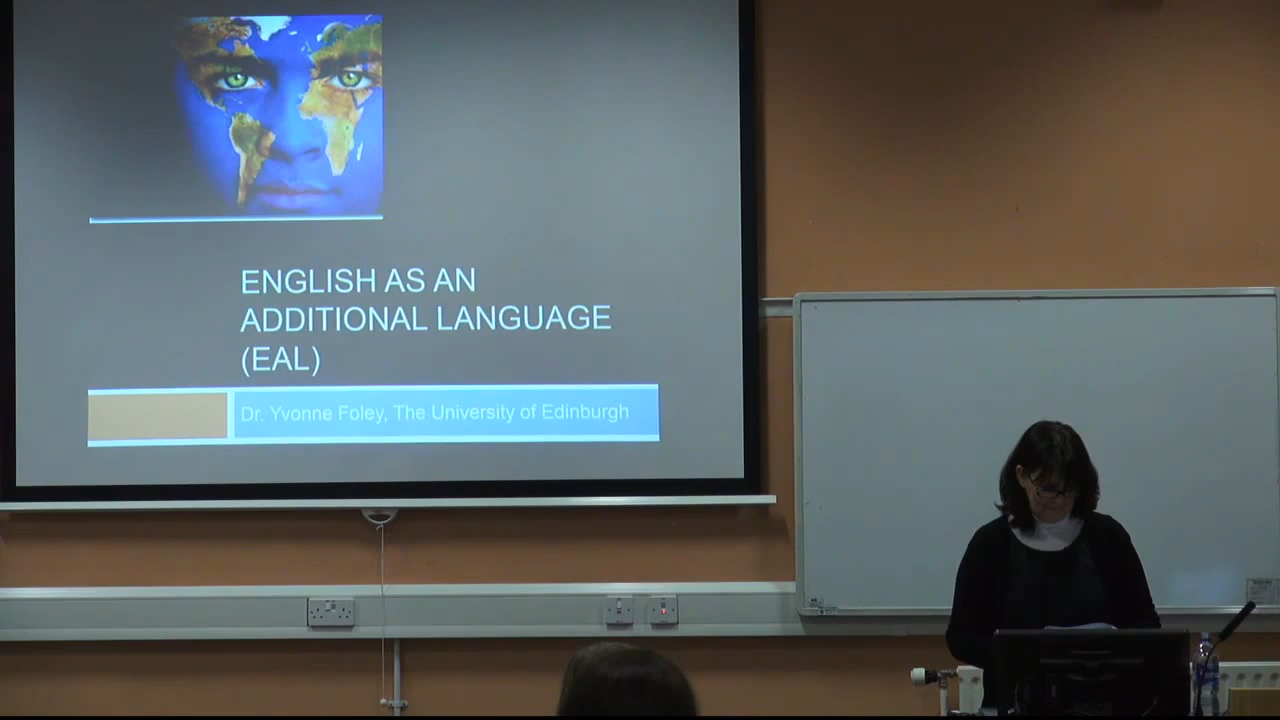 ENGLISH AS AN
ADDITIONAL LANGUAGE
(EAL)
Dr. Yvonne Foley, The University of Edinburgh